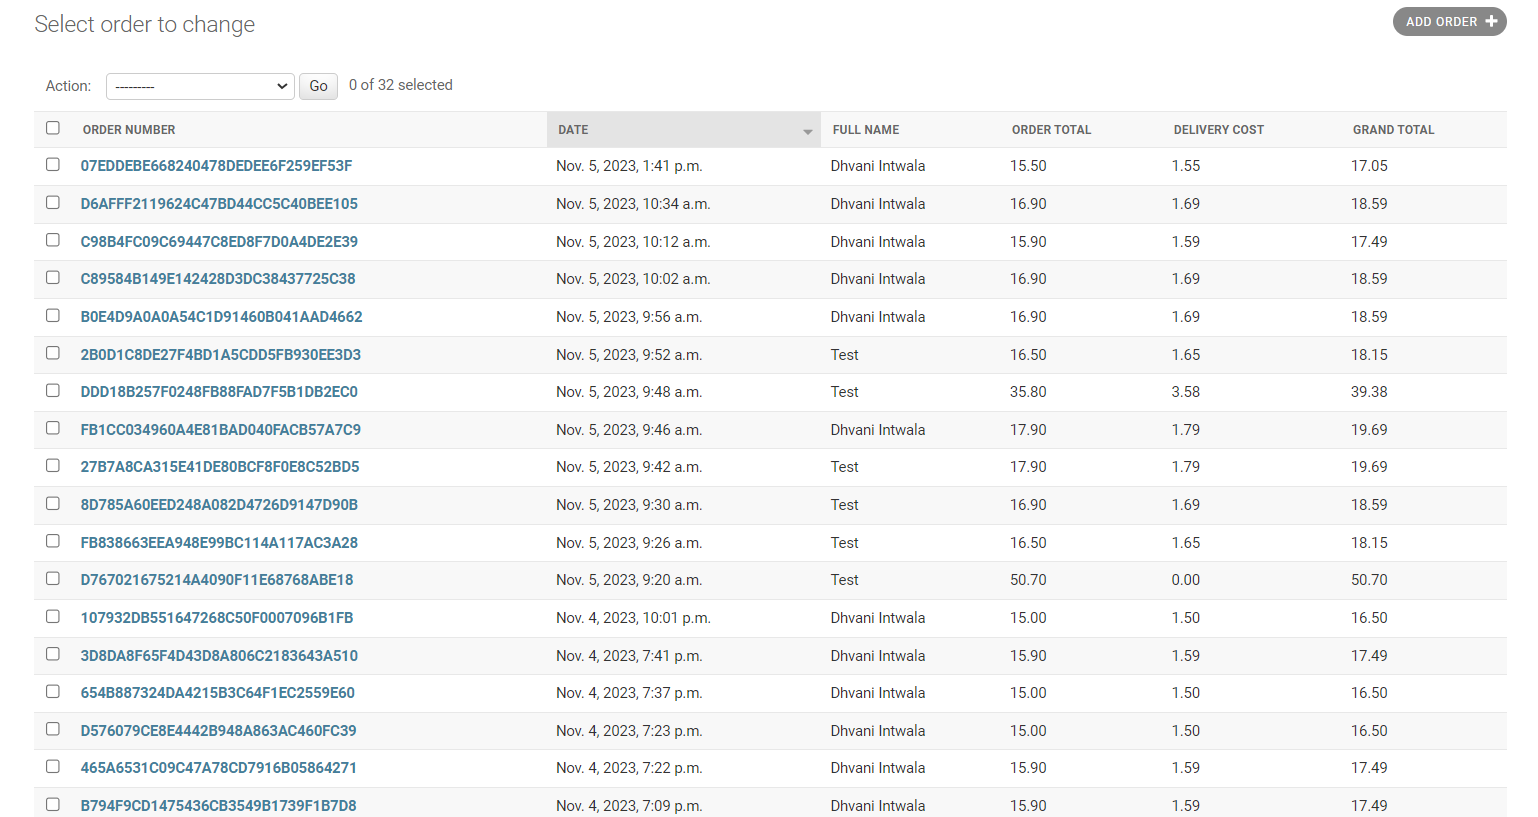 Select order to change
ADD ORDER
Action: --------- Go 0 of 32 selected
ORDER NUMBER DATE FULL NAME ORDER TOTAL DELIVERY COST GRAND TOTAL
07EDDEBE668240478DEDEE6F259EF53F Nov. 5, 2023, 1:41 p.m. Dhvani Intwala 15.50 1.55 17.05
D6AFFF2119624C47BD44CC5C40BEE105 Nov. 5, 2023, 10:34 a.m. Dhvani Intwala 16.90 1.69 18.59
C98B4FC09C69447C8ED8F7D0A4DE2E39 Nov. 5, 2023, 10:12 a.m. Dhvani Intwala 15.90 1.59 17.49
C89584B149E142428D3DC38437725C38 Nov. 5, 2023, 10:02 a.m. Dhvani Intwala 16.90 1.69 18.59
B0E4D9A0A0A54C1D91460B041AAD4662 Nov. 5, 2023, 9:56 a.m. Dhvani Intwala 16.90 1.69 18.59
2B0D1C8DE27F4BD1A5CDD5FB930EE3D3 Nov. 5, 2023, 9:52 a.m. Test 16.50 1.65 18.15
DDD18B257F0248FB88FAD7F5B1DB2EC0 Nov. 5, 2023, 9:48 a.m. Test 35.80 3.58 39.38
FB1CC034960A4E81BAD040FACB57A7C9 Nov. 5, 2023, 9:46 a.m. Dhvani Intwala 17.90 1.79 19.69
27B7A8CA315E41DE80BCF8F0E8C52BD5 Nov. 5, 2023, 9:42 a.m. Test 17.90 1.79 19.69
8D785A60EED248A082D4726D9147D90B Nov. 5, 2023, 9:30 a.m. Test 16.90 1.69 18.59
FB838663EEA948E99BC114A117AC3A28 Nov. 5, 2023, 9:26 a.m. Test 16.50 1.65 18.15
D767021675214A4090F11E68768ABE18 Nov. 5, 2023, 9:20 a.m. Test 50.70 0.00 50.70
107932DB551647268C50F0007096B1FB Nov. 4, 2023, 10:01 p.m. Dhvani Intwala 15.00 1.50 16.50
3D8DA8F65F4D43D8A806C2183643A510 Nov. 4, 2023, 7:41 p.m. Dhvani Intwala 15.90 1.59 17.49
654B887324DA4215B3C64F1EC2559E60 Nov. 4, 2023, 7:37 p.m. Dhvani Intwala 15.00 1.50 16.50
D576079CE8E4442B948A863AC460FC39 Nov. 4, 2023, 7:23 p.m. Dhvani Intwala 15.00 1.50 16.50
465A6531C09C47A78CD7916B05864271 Nov. 4, 2023, 7:22 p.m. Dhvani Intwala 15.90 1.59 17.49
B794F9CD1475436CB3549B1739F1B7D8 Nov. 4, 2023, 7:09 p.m. Dhvani Intwala 15.90 1.59 17.49